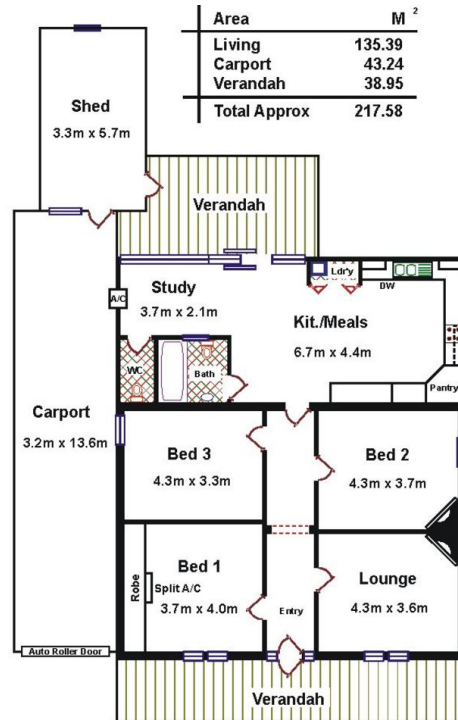 Area M 2
Living 135.39
Carport 43.24
Verandah 38.95
Total Approx 217.58
Shed
3.3m x 5.7m
Verandah
Ldr'y
DW
Study
3.7m x 2.1m
A/C
Kit./Meals
6.7m x 4.4m
WC
Bath
Pantry
Carport
3.2m x 13.6m
Bed 3
4.3m x 3.3m
Bed 2
4.3m x 3.7m
Bed 1
Robe
Split A/C
3.7m x 4.0m
Lounge
4.3m x 3.6m
Entry
Auto Roller Door
Verandah